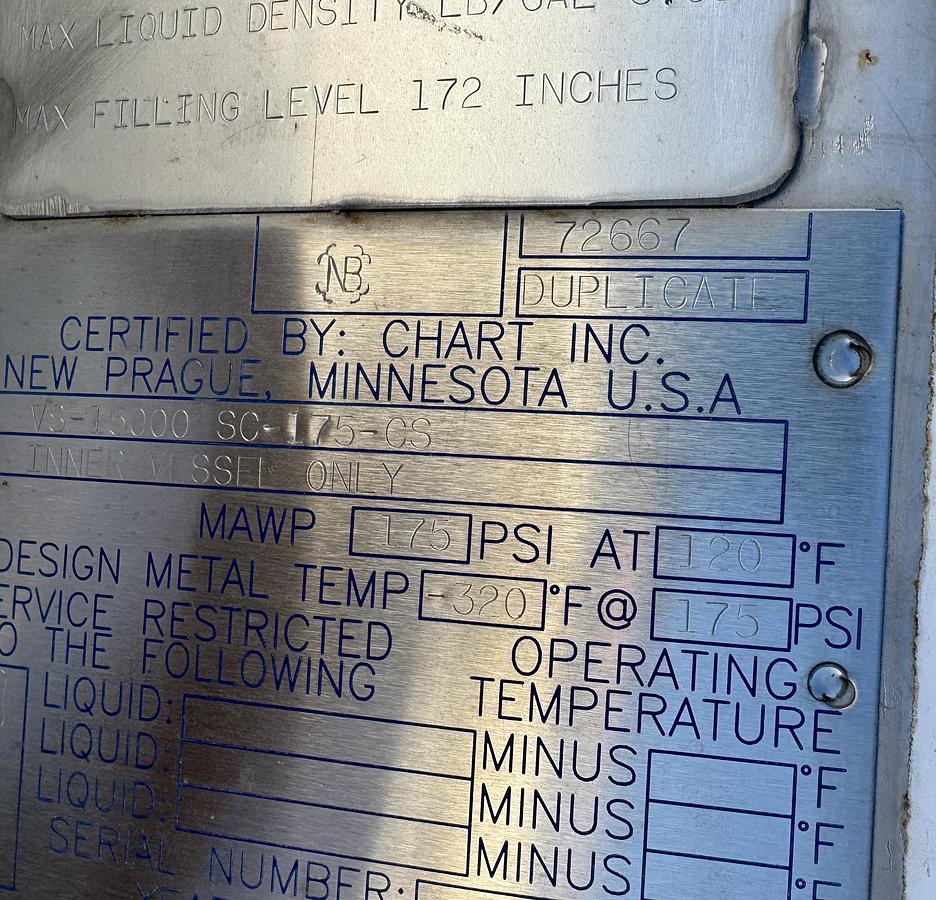 MAX LIQUID DENSITY LB/GAL
MAX FILLING LEVEL 172 INCHES
NB
72667
DUPLICATE
CERTIFIED BY: CHART INC.
NEW PRAGUE, MINNESOTA U.S.A
VS-15000 SC-175-CS
INNER VESSEL ONLY
MAWP 175 PSI AT 120 °F
DESIGN METAL TEMP -320 °F @ 175 PSI
ERVICE RESTRICTED
O THE FOLLOWING
OPERATING
TEMPERATURE
LIQUID: MINUS °F
LIQUID: MINUS °F
LIQUID: MINUS °F
SERIAL NUMBER: